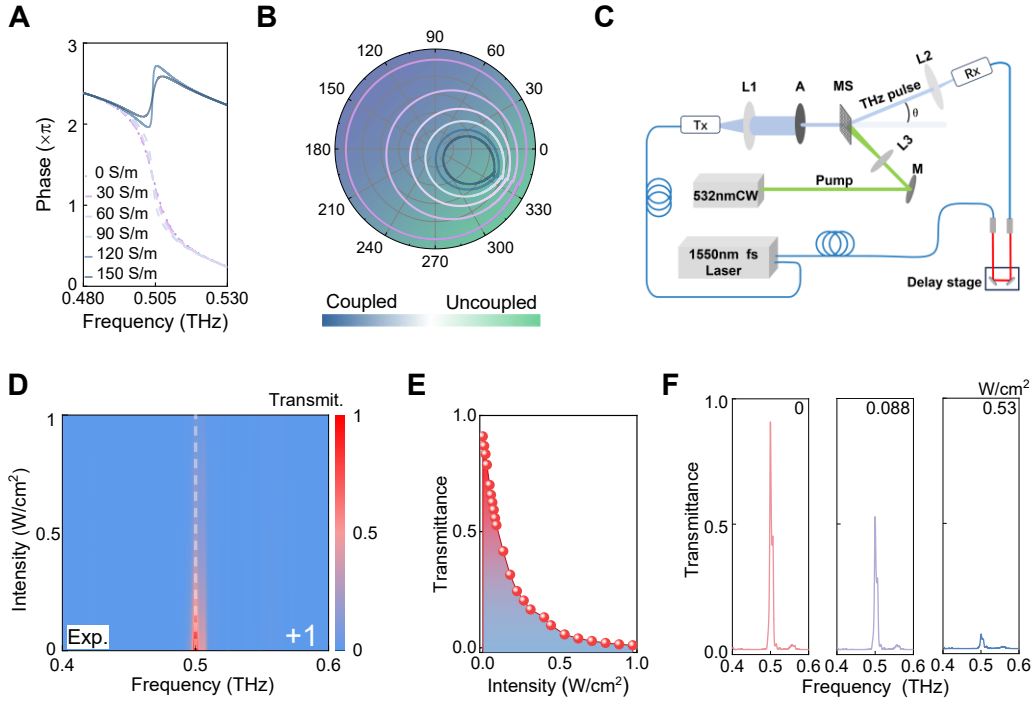 A
3
2
1
0
Phase (×π)
0 S/m
30 S/m
60 S/m
90 S/m
120 S/m
150 S/m
0.480 0.505 0.530
Frequency (THz)
B
90
60
120
150
180
0
210
330
240
300
270
Coupled Uncoupled
C
L1
A
MS
L2
Rx
Tx
THz pulse
θ
L3
M
532nmCW
Pump
1550nm fs
Laser
Delay stage
D
Transmit.
1
0.5
0
Intensity (W/cm²)
1
0.5
0
Exp.
+1
0.4 0.5 0.6
Frequency (THz)
E
1.0
0.5
0.0
Transmittance
0.0 0.5 1.0
Intensity (W/cm²)
F
W/cm²
0 0.088 0.53
1.0
0.5
0.0
Transmittance
0.4 0.5 0.6 0.4 0.5 0.6 0.4 0.5 0.6
Frequency (THz)